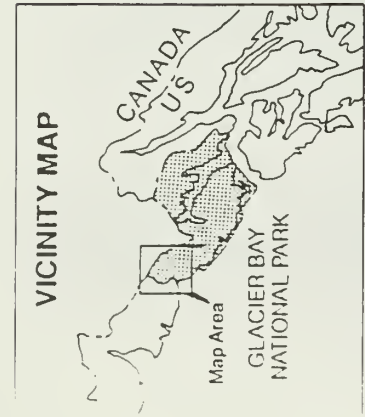 VICINITY MAP
CANADA
US
Map Area
GLACIER BAY
NATIONAL PARK